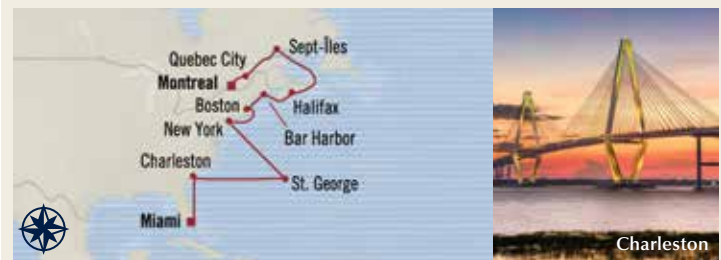 Sept-Îles
Quebec City
Montreal
Boston
Halifax
New York
Bar Harbor
Charleston
St. George
Miami
Charleston